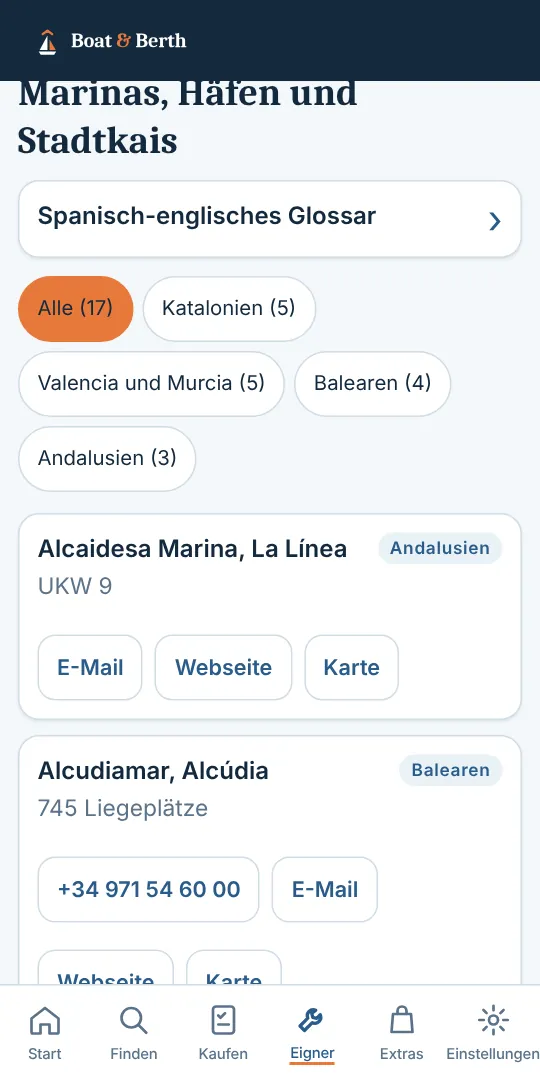 Boat & Berth
Marinas, Häfen und
Stadtkais
Spanisch-englisches Glossar
Alle (17)
Katalonien (5)
Valencia und Murcia (5)
Balearen (4)
Andalusien (3)
Alcaidesa Marina, La Línea
Andalusien
UKW 9
E-Mail
Webseite
Karte
Alcudiamar, Alcúdia
Balearen
745 Liegeplätze
+34 971 54 60 00
E-Mail
Webseite
Karte
Start
Finden
Kaufen
Eigner
Extras
Einstellungen